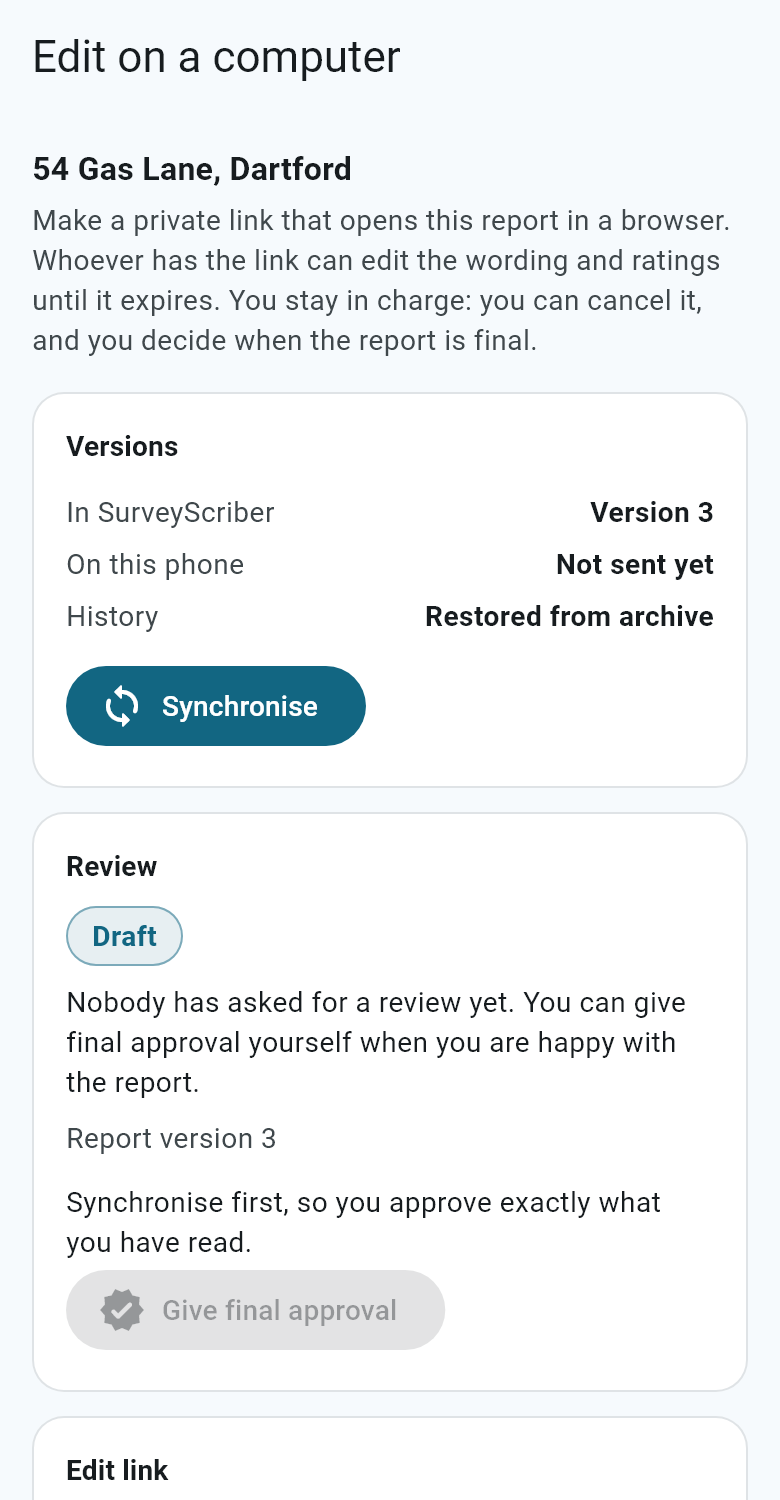 Edit on a computer
54 Gas Lane, Dartford
Make a private link that opens this report in a browser.
Whoever has the link can edit the wording and ratings
until it expires. You stay in charge: you can cancel it,
and you decide when the report is final.
Versions
In SurveyScriber Version 3
On this phone Not sent yet
History Restored from archive
Synchronise
Review
Draft
Nobody has asked for a review yet. You can give
final approval yourself when you are happy with
the report.
Report version 3
Synchronise first, so you approve exactly what
you have read.
Give final approval
Edit link